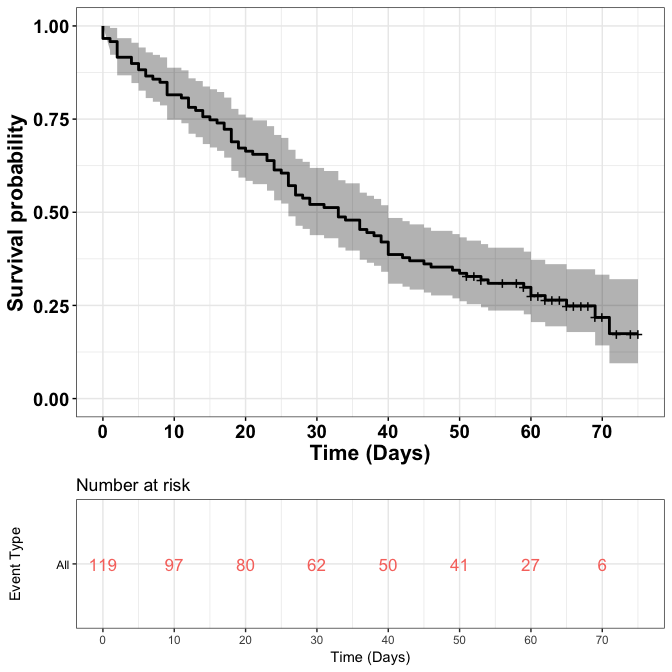 Survival probability
1.00
0.75
0.50
0.25
0.00
0 10 20 30 40 50 60 70
Time (Days)
Number at risk
Event Type
All 119 97 80 62 50 41 27 6
0 10 20 30 40 50 60 70
Time (Days)